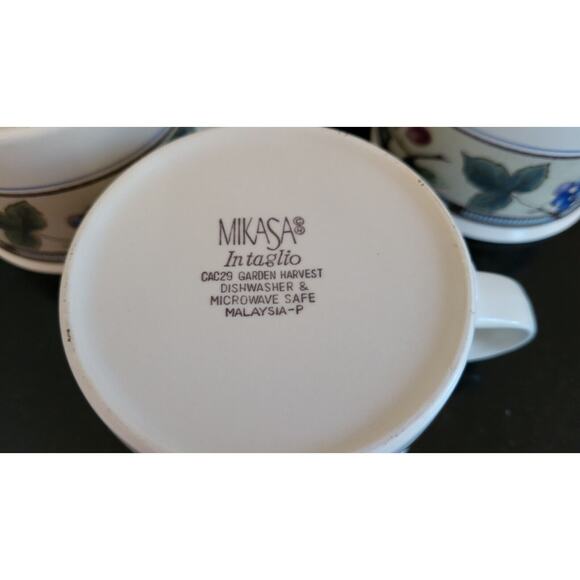 MIKASA®
Intaglio
CAC29 GARDEN HARVEST
DISHWASHER &
MICROWAVE SAFE
MALAYSIA-P